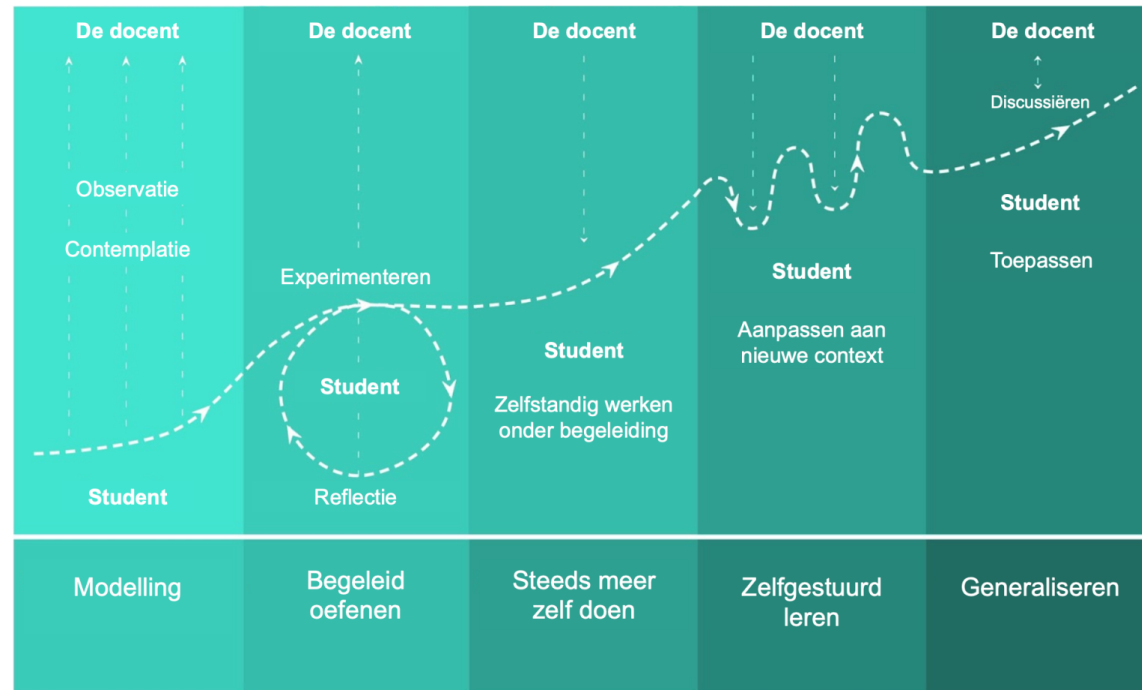 De docent
De docent
De docent
De docent
De docent
Discussiëren
Observatie
Student
Contemplatie
Toepassen
Experimenteren
Student
Aanpassen aan
nieuwe context
Student
Student
Zelfstandig werken
onder begeleiding
Student
Reflectie
Modelling
Begeleid
oefenen
Steeds meer
zelf doen
Zelfgestuurd
leren
Generaliseren